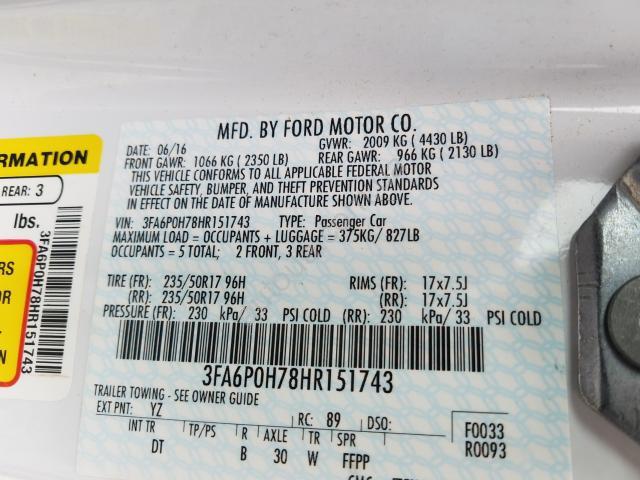 MFD. BY FORD MOTOR CO.
DATE: 06/16 GVWR: 2009 KG ( 4430 LB)
FRONT GAWR: 1066 KG ( 2350 LB) REAR GAWR: 966 KG ( 2130 LB)
THIS VEHICLE CONFORMS TO ALL APPLICABLE FEDERAL MOTOR
VEHICLE SAFETY, BUMPER, AND THEFT PREVENTION STANDARDS
IN EFFECT ON THE DATE OF MANUFACTURE SHOWN ABOVE.
VIN: 3FA6P0H78HR151743 TYPE: Passenger Car
MAXIMUM LOAD = OCCUPANTS + LUGGAGE = 375KG/ 827LB
OCCUPANTS = 5 TOTAL; 2 FRONT, 3 REAR
TIRE (FR): 235/50R17 96H RIMS (FR): 17x7.5J
(RR): 235/50R17 96H (RR): 17x7.5J
PRESSURE (FR): 230 kPa/ 33 PSI COLD (RR): 230 kPa/ 33 PSI COLD
3FA6P0H78HR151743
TRAILER TOWING - SEE OWNER GUIDE
EXT PNT: YZ RC: 89 DSO: F0033
INT TR TP/PS R AXLE TR SPR R0093
DT B 30 W FFPP
REAR: 3
lbs.
3FA6P0H78HR151743